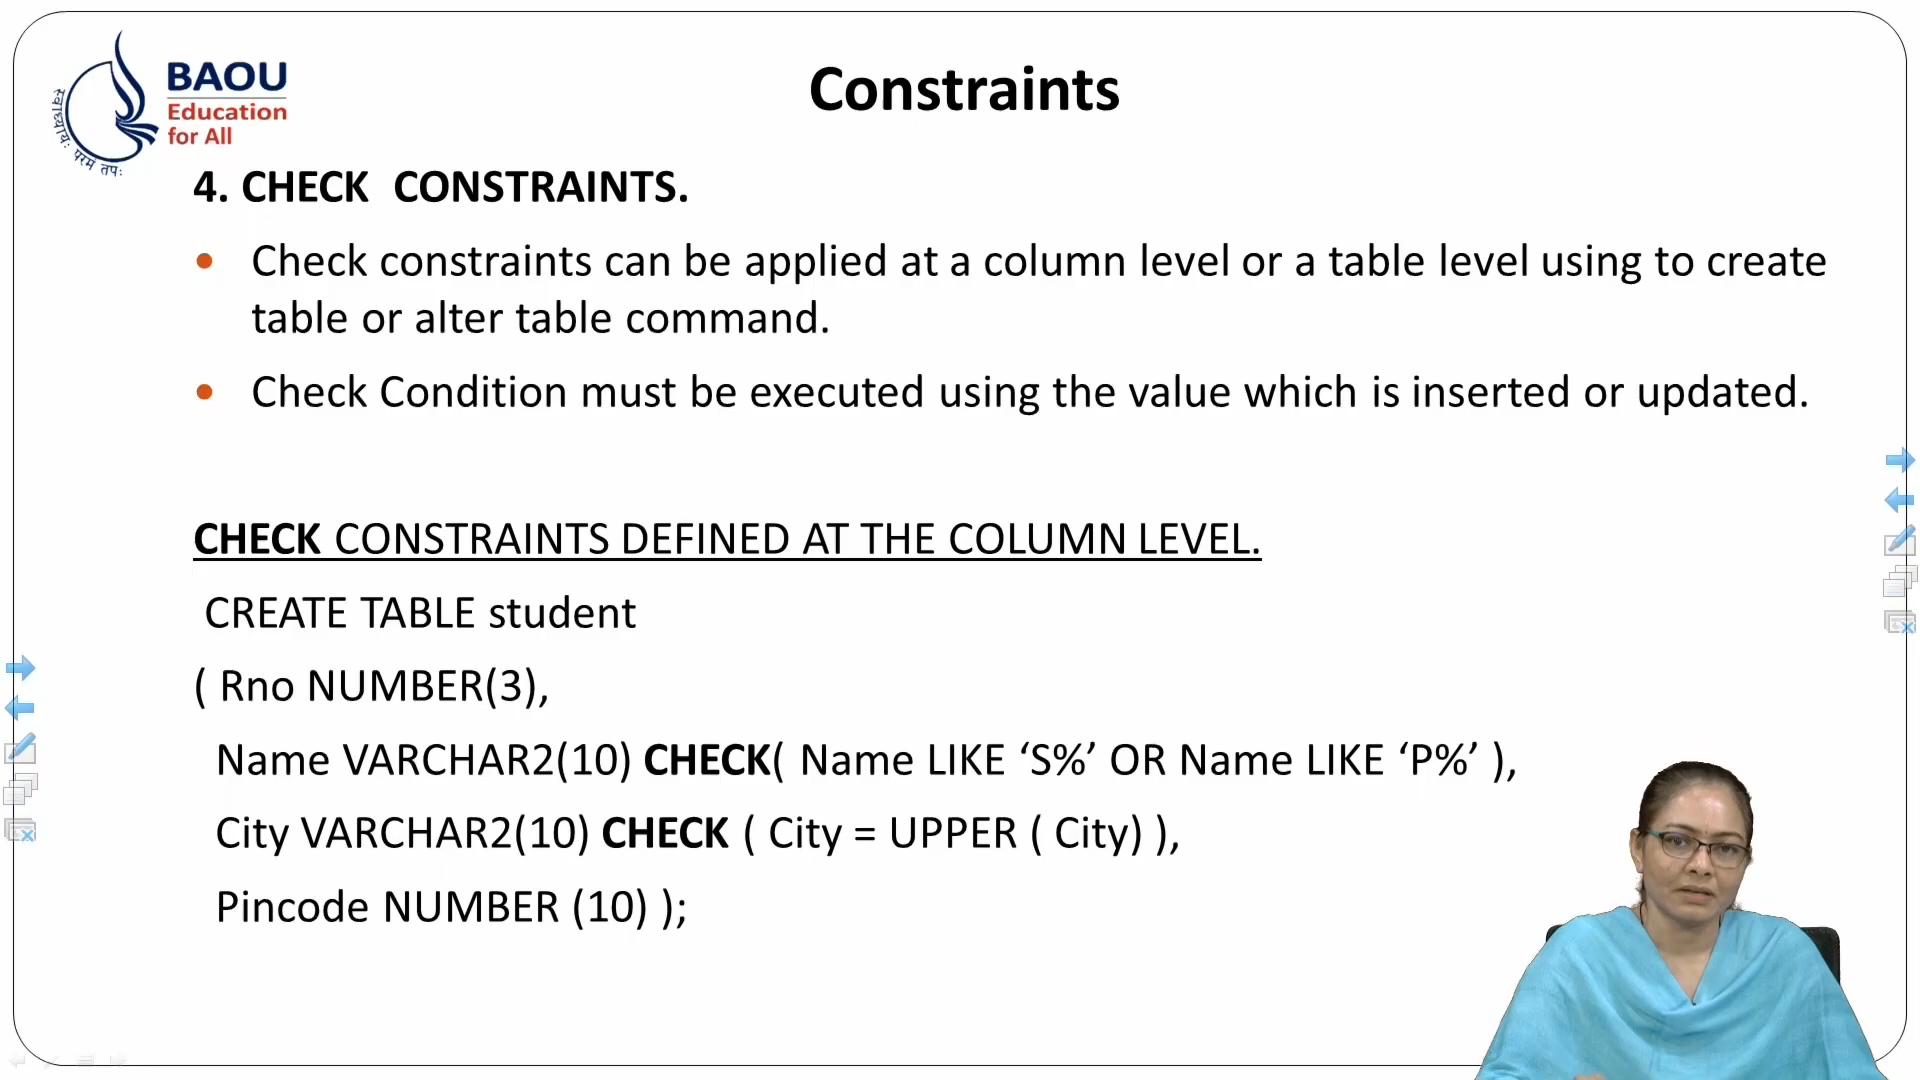 BAOU
Education
for All
स्वाध्यायः परमं तपः
Constraints
4. CHECK CONSTRAINTS.
• Check constraints can be applied at a column level or a table level using to create
table or alter table command.
• Check Condition must be executed using the value which is inserted or updated.
CHECK CONSTRAINTS DEFINED AT THE COLUMN LEVEL.
CREATE TABLE student
( Rno NUMBER(3),
Name VARCHAR2(10) CHECK( Name LIKE ‘S%’ OR Name LIKE ‘P%’ ),
City VARCHAR2(10) CHECK ( City = UPPER ( City) ),
Pincode NUMBER (10) );